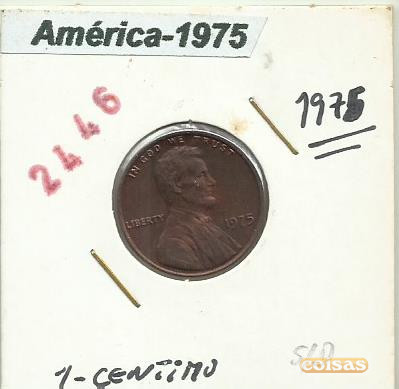 América-1975
2446
1975
IN GOD WE TRUST
LIBERTY 1975
1-CENTIMO
coisas